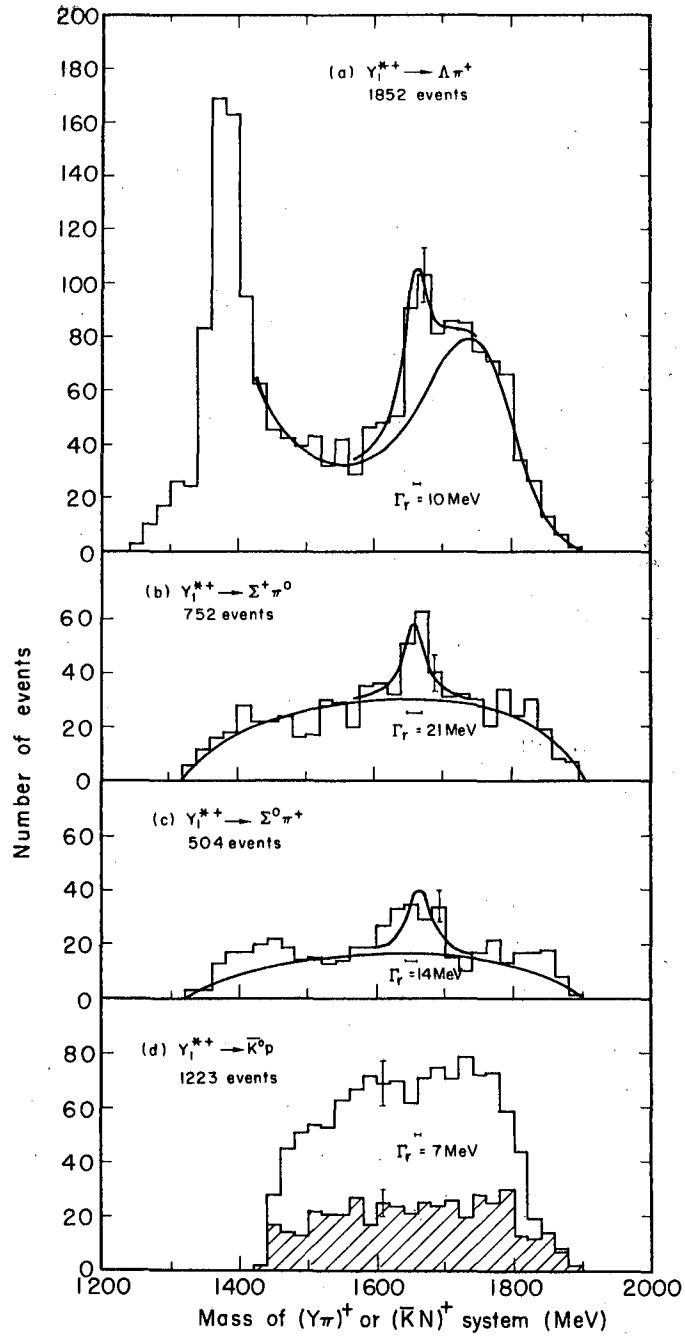 200
180
160
140
120
100
80
60
40
20
0
(a) Y₁*⁺ → Λπ⁺
1852 events
Γr = 10 MeV
60
40
20
0
(b) Y₁*⁺ → Σ⁺π⁰
752 events
Γr = 21 MeV
60
40
20
0
(c) Y₁*⁺ → Σ⁰π⁺
504 events
Γr = 14 MeV
80
60
40
20
0
(d) Y₁*⁺ → K̅⁰p
1223 events
Γr = 7 MeV
1200 1400 1600 1800 2000
Mass of (Yπ)⁺ or (K̅N)⁺ system (MeV)
Number of events